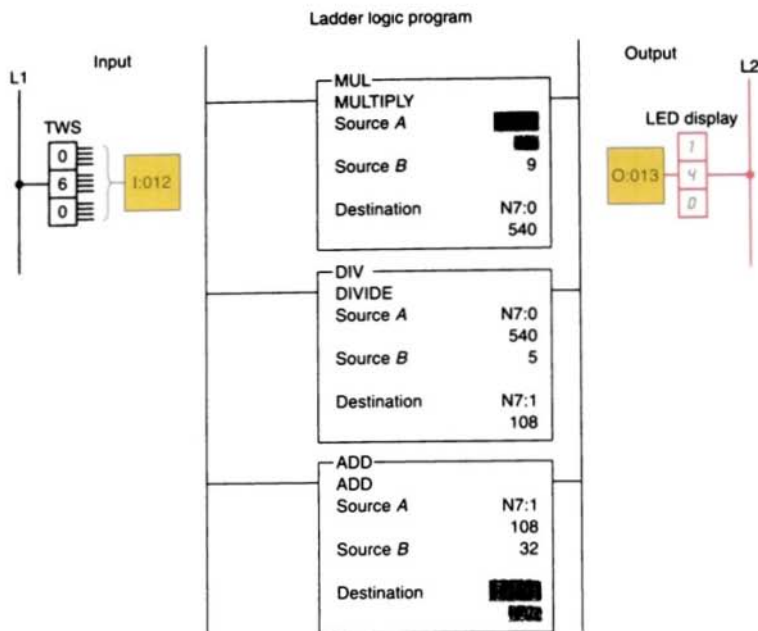 Ladder logic program
Input
Output
L1
L2
TWS
0
6
0
I:012
MUL
MULTIPLY
Source A
Source B 9
Destination N7:0
540
DIV
DIVIDE
Source A N7:0
540
Source B 5
Destination N7:1
108
ADD
ADD
Source A N7:1
108
Source B 32
Destination
LED display
O:013
1
4
0